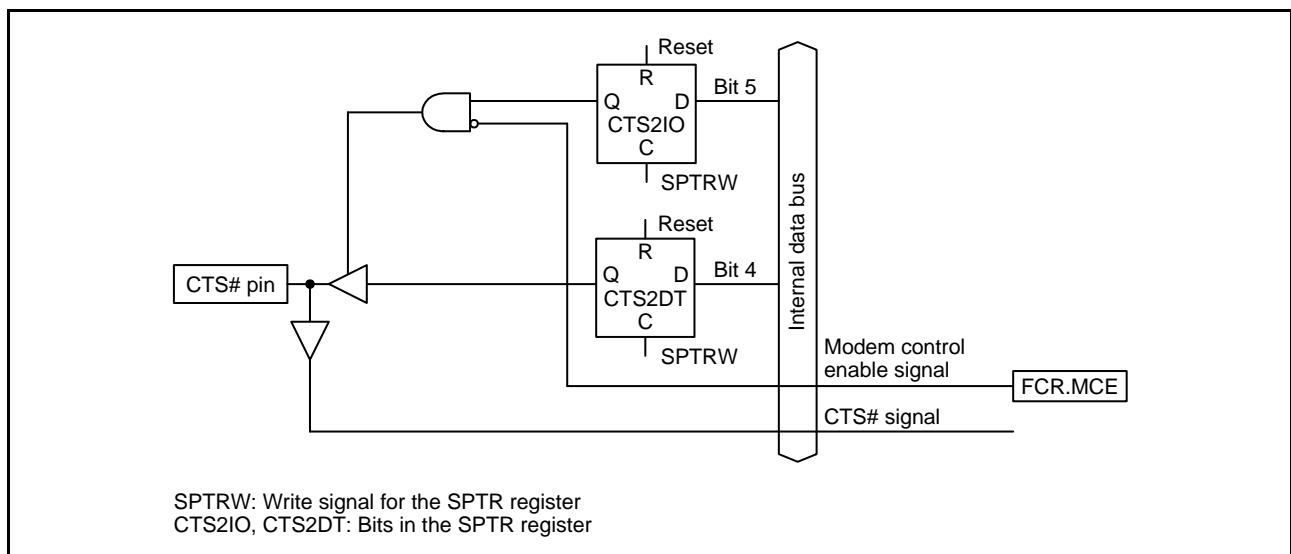 Reset
R
Q D
CTS2IO
C
Bit 5
SPTRW
Reset
R
Q D
CTS2DT
C
Bit 4
SPTRW
CTS# pin
Internal data bus
Modem control
enable signal
FCR.MCE
CTS# signal
SPTRW: Write signal for the SPTR register
CTS2IO, CTS2DT: Bits in the SPTR register